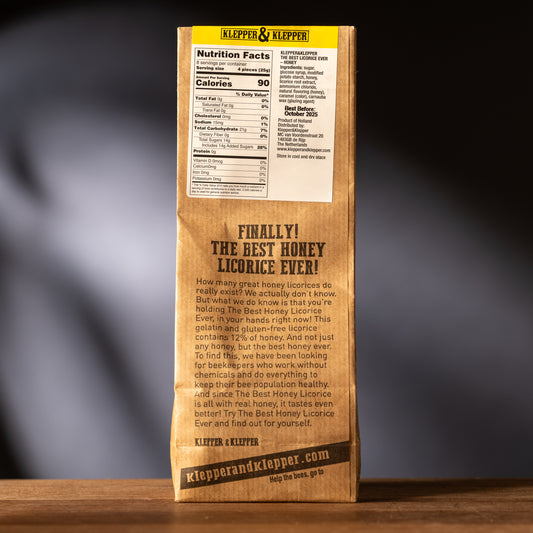 KLEPPER & KLEPPER
Nutrition Facts
8 servings per container
Serving size 4 pieces (25g)
Amount Per Serving
Calories 90
% Daily Value*
Total Fat 0g 0%
Saturated Fat 0g 0%
Trans Fat 0g
Cholesterol 0mg 0%
Sodium 15mg 1%
Total Carbohydrate 21g 7%
Dietary Fiber 0g 0%
Total Sugars 14g
Includes 14g Added Sugars 28%
Protein 0g
Vitamin D 0mcg 0%
Calcium 0mg 0%
Iron 0mg 0%
Potassium 0mg 0%
KLEPPER&KLEPPER
THE BEST LICORICE EVER
– HONEY
Ingredients: sugar,
glucose syrup, modified
potato starch, honey,
licorice root extract,
ammonium chloride,
natural flavoring (honey),
caramel (color), carnauba
wax (glazing agent)
Best Before:
October 2025
Product of Holland
Distributed by:
Klepper&Klepper
MC van Voordenstraat 20
1483GB de Rijp
The Netherlands
www.klepperandklepper.com
Store in cool and dry place
FINALLY!
THE BEST HONEY
LICORICE EVER!
How many great honey licorices do
really exist? We actually don't know.
But what we do know is that you're
holding The Best Honey Licorice
Ever, in your hands right now! This
gelatin and gluten-free licorice
contains 12% of honey. And not just
any honey, but the best honey ever.
To find this, we have been looking
for beekeepers who work without
chemicals and do everything to
keep their bee population healthy.
And since The Best Honey Licorice
is all with real honey, it tastes even
better! Try The Best Honey Licorice
Ever and find out for yourself.
KLEPPER & KLEPPER
klepperandklepper.com
Help the bees, go to